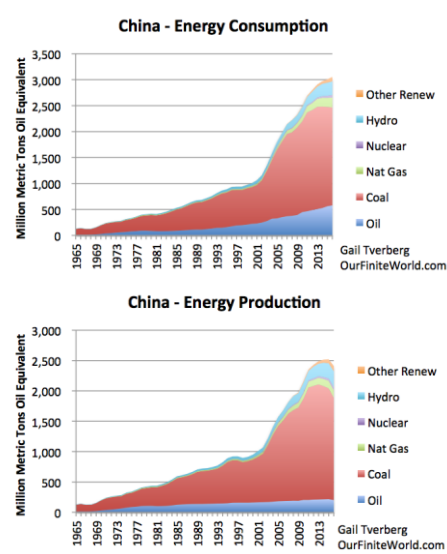 China - Energy Consumption
Million Metric Tons Oil Equivalent
3,500
3,000
2,500
2,000
1,500
1,000
500
0
1965
1969
1973
1977
1981
1985
1989
1993
1997
2001
2005
2009
2013
Other Renew
Hydro
Nuclear
Nat Gas
Coal
Oil
Gail Tverberg
OurFiniteWorld.com
China - Energy Production
Million Metric Tons Oil Equivalent
3,000
2,500
2,000
1,500
1,000
500
0
1965
1969
1973
1977
1981
1985
1989
1993
1997
2001
2005
2009
2013
Other Renew
Hydro
Nuclear
Nat Gas
Coal
Oil
Gail Tverberg
OurFiniteWorld.com